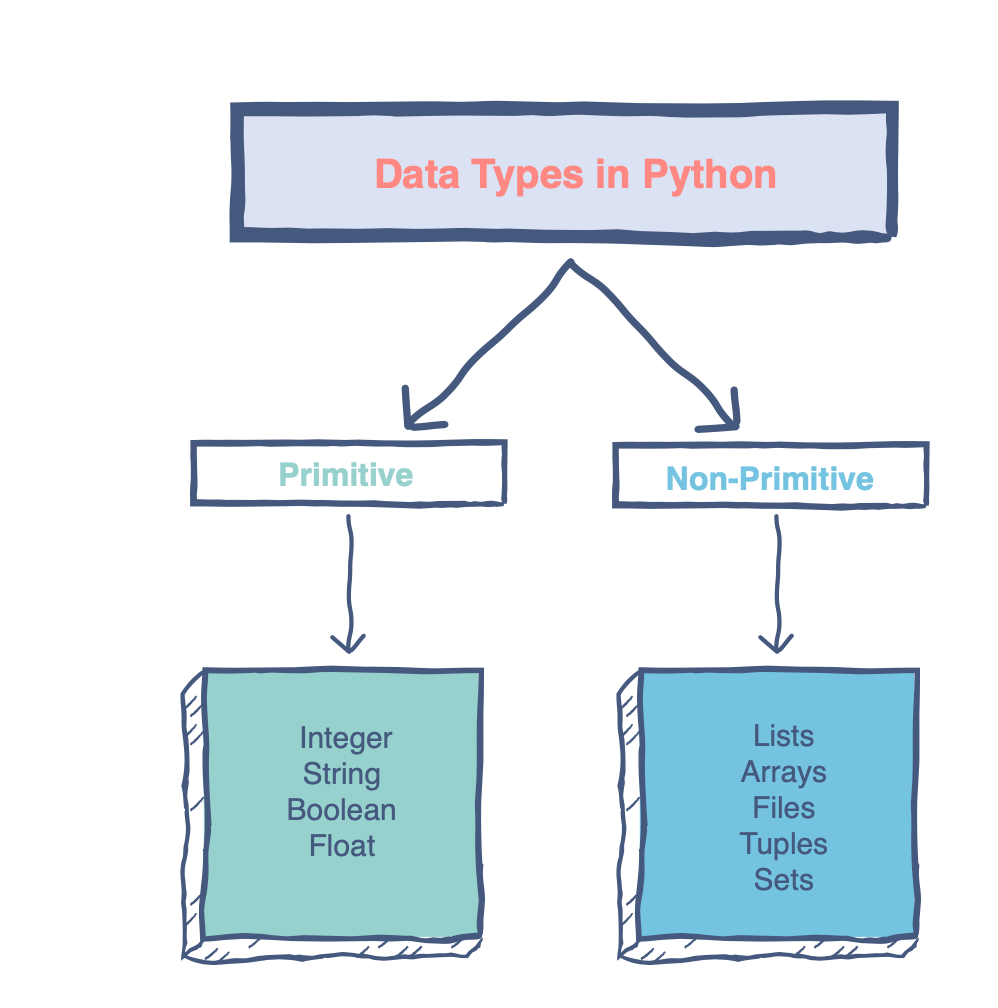 Data Types in Python
Primitive
Non-Primitive
Integer
String
Boolean
Float
Lists
Arrays
Files
Tuples
Sets